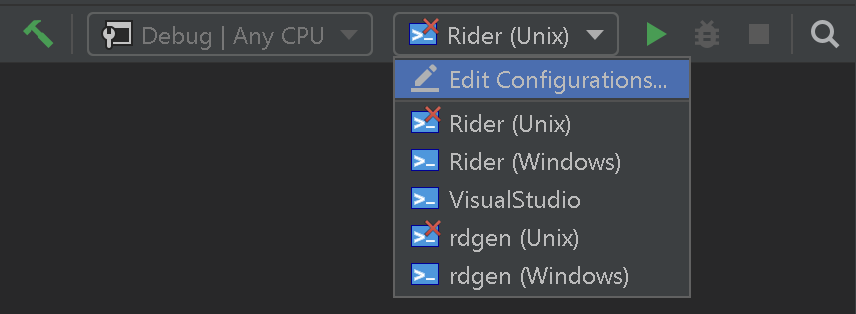 Debug | Any CPU
Rider (Unix)
Edit Configurations...
Rider (Unix)
Rider (Windows)
VisualStudio
rdgen (Unix)
rdgen (Windows)